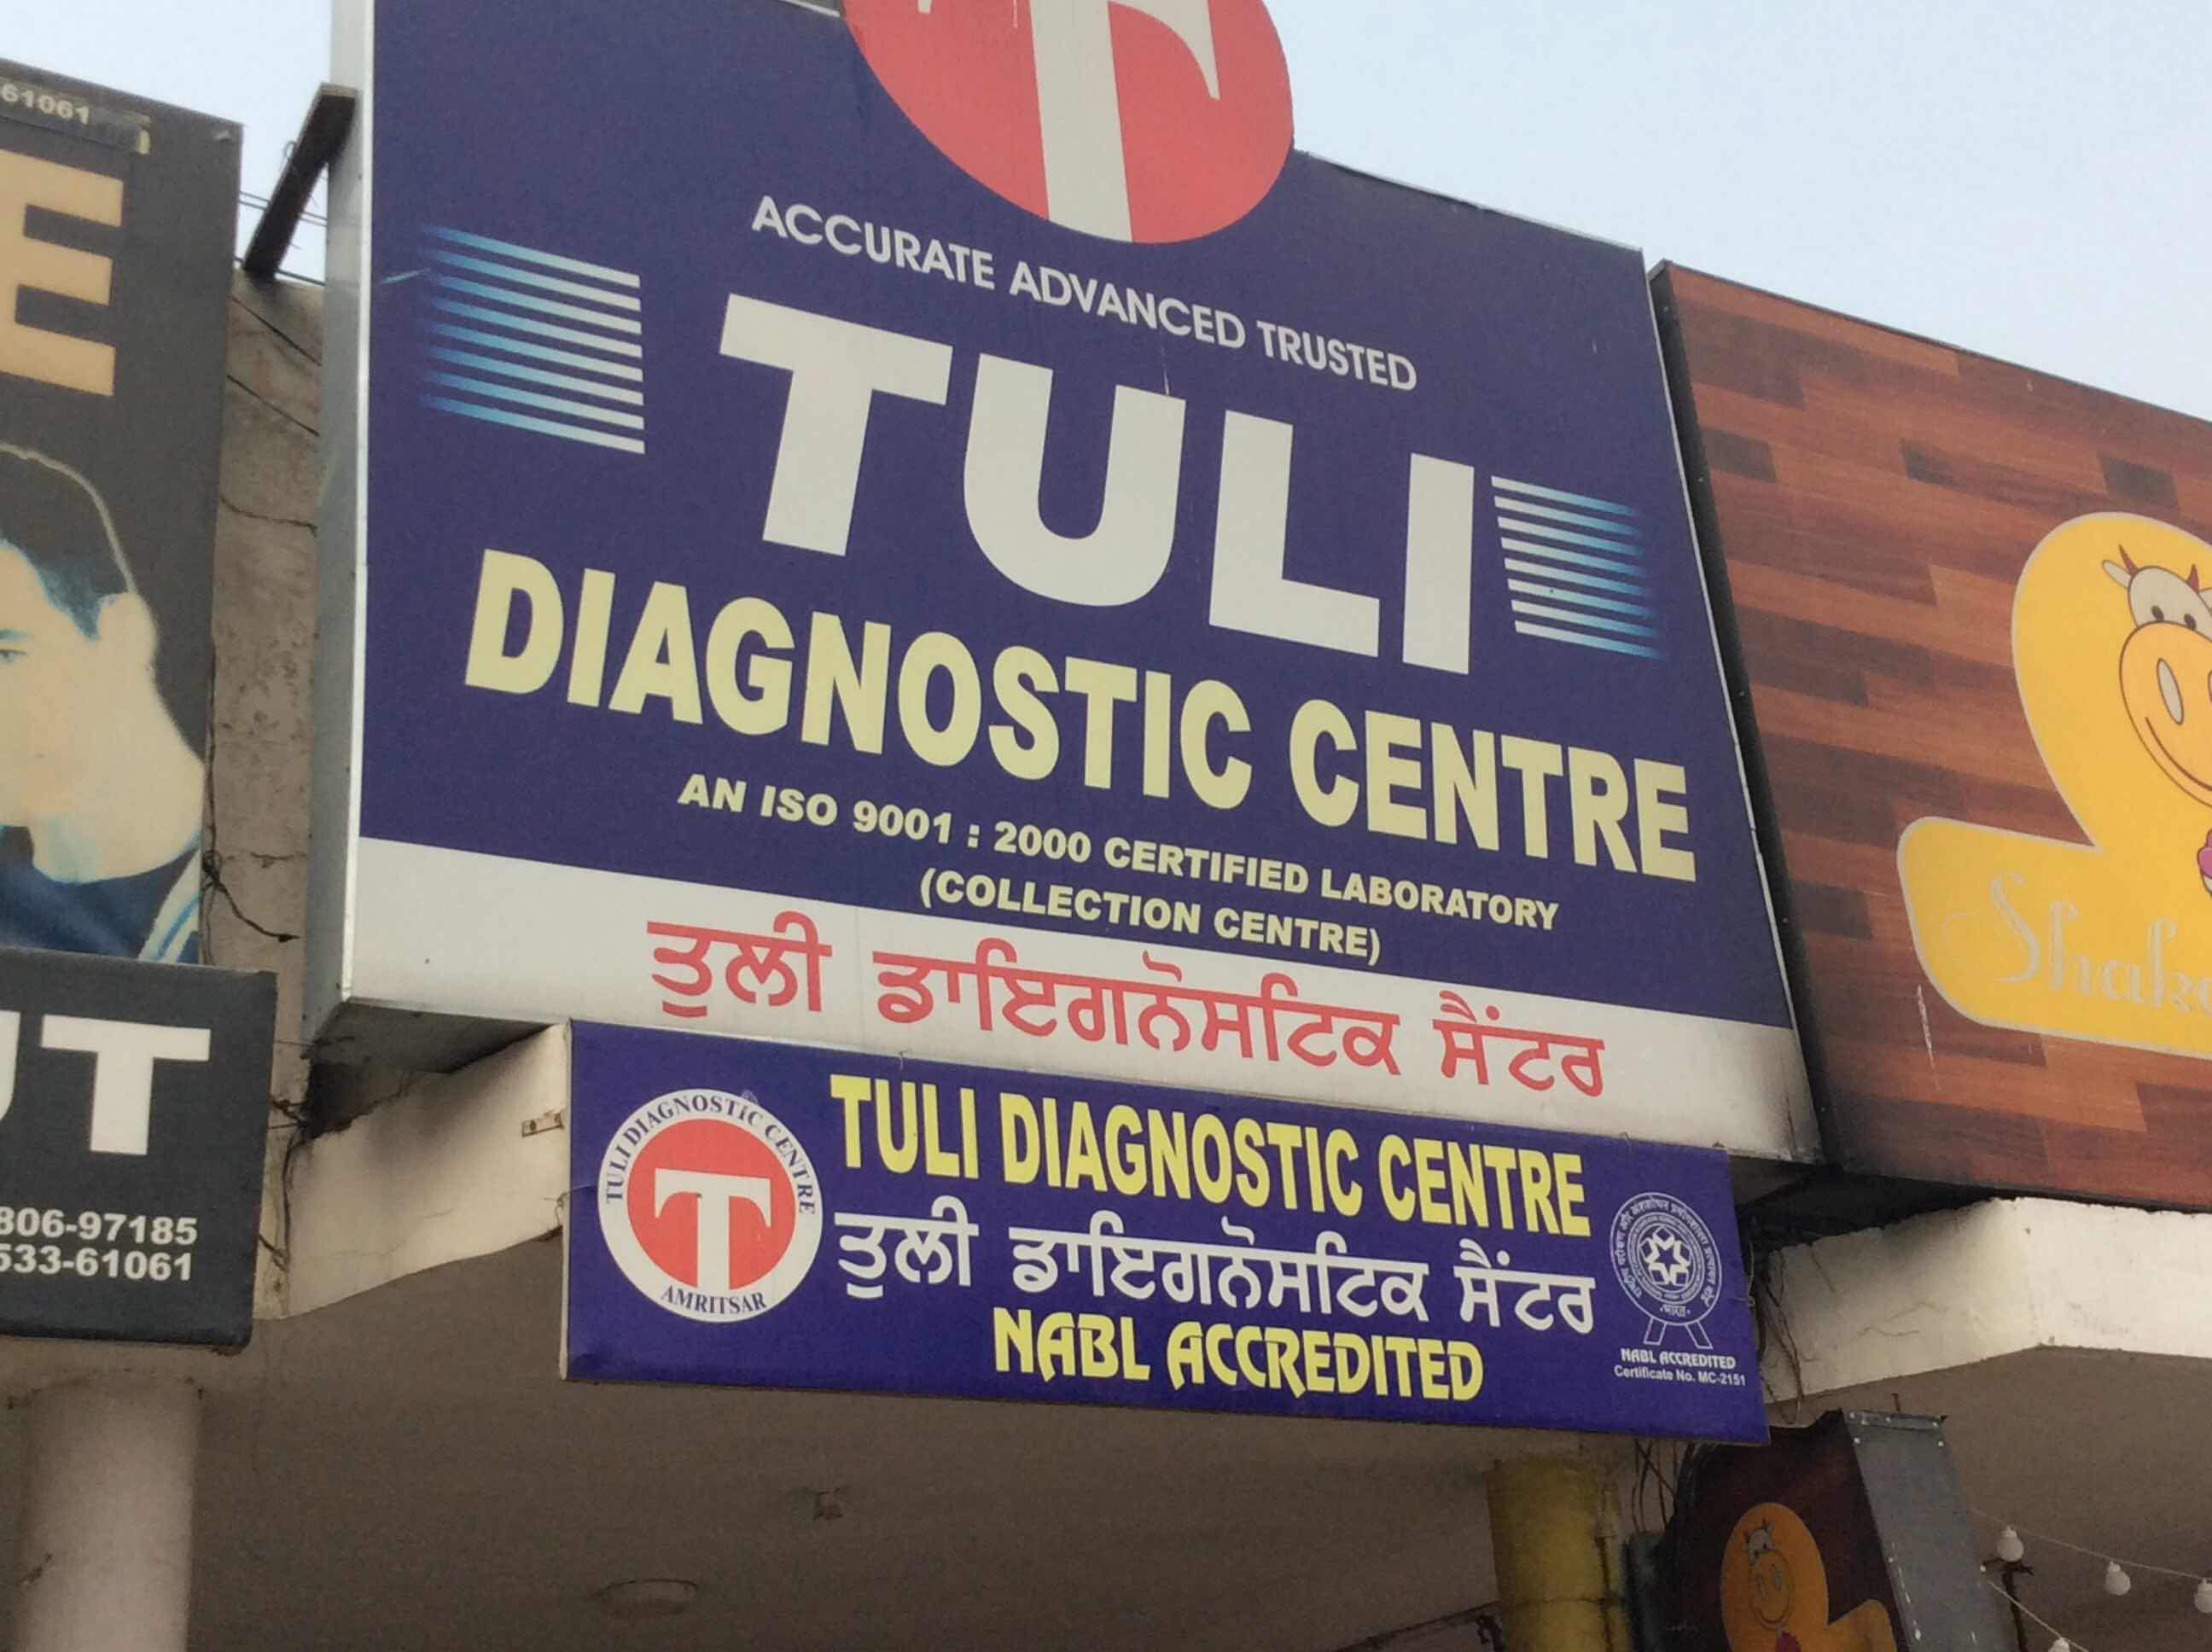 61061
E
UT
806-97185
533-61061
T
ACCURATE ADVANCED TRUSTED
TULI
DIAGNOSTIC CENTRE
AN ISO 9001 : 2000 CERTIFIED LABORATORY
(COLLECTION CENTRE)
ਤੁਲੀ ਡਾਇਗਨੋਸਟਿਕ ਸੈਂਟਰ
TULI DIAGNOSTIC CENTRE
T
AMRITSAR
TULI DIAGNOSTIC CENTRE
ਤੁਲੀ ਡਾਇਗਨੋਸਟਿਕ ਸੈਂਟਰ
NABL ACCREDITED
भारत
NABL ACCREDITED
Certificate No. MC-2151